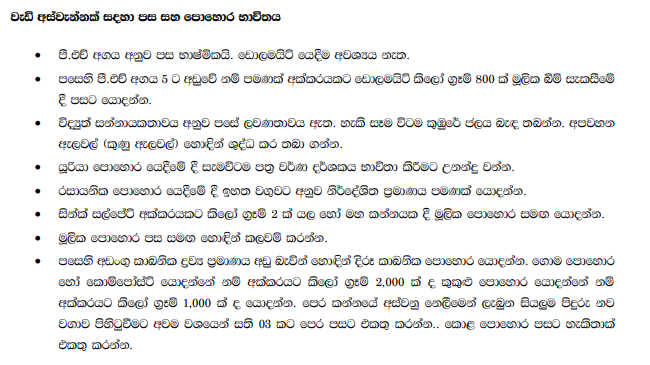 වැඩි අස්වැන්නක් සඳහා පස සහ පොහොර භාවිතය
• පී.එච් අගය අනුව පස භාෂ්මිකයි. ඩොලමයිට් යෙදීම අවශ්‍යය නැත.
• පසෙහි පී.එච් අගය 5 ට අඩුවේ නම් පමණක් අක්කරයකට ඩොලමයිට් කිලෝ ග්‍රෑම් 800 ක් මූලික බිම් සැකසීමේ
දී පසට යොදන්න.
• විද්‍යුත් සන්නායකතාවය අනුව පසේ ලවණතාවය ඇත. හැකි සෑම විටම කුඹුරේ ජලය බැඳ තබන්න. අපවහන
ඇලවල් (කුණු ඇලවල්) හොඳින් ශුද්ධ කර තබා ගන්න.
• යූරියා පොහොර යෙදීමේ දී සැමවිටම පත්‍ර වර්ණ දර්ශකය භාවිතා කිරීමට උනන්දු වන්න.
• රසායනික පොහොර යෙදීමේ දී ඉහත වගුවට අනුව නිර්දේශිත ප්‍රමාණය පමණක් යොදන්න.
• සින්ක් සල්පේට් අක්කරයකට කිලෝ ග්‍රෑම් 2 ක් යල හෝ මහ කන්නයක දී මූලික පොහොර සමඟ යොදන්න.
• මූලික පොහොර පස සමඟ හොඳින් කලවම් කරන්න.
• පසෙහි අඩංගු කාබනික ද්‍රව්‍ය ප්‍රමාණය අඩු බැවින් හොඳින් දිරූ කාබනික පොහොර යොදන්න. ගොම පොහොර
හෝ කොම්පෝස්ට් යොදන්නේ නම් අක්කරයට කිලෝ ග්‍රෑම් 2,000 ක් ද කුකුළු පොහොර යොදන්නේ නම්
අක්කරයට කිලෝ ග්‍රෑම් 1,000 ක් ද යොදන්න. පෙර කන්නයේ අස්වනු නෙලීමෙන් ලැබුන සියලුම පිදුරු නව
වගාව පිහිටුවීමට අවම වශයෙන් සති 03 කට පෙර පසට එකතු කරන්න.. කොළ පොහොර පසට හැකිතාක්
එකතු කරන්න.